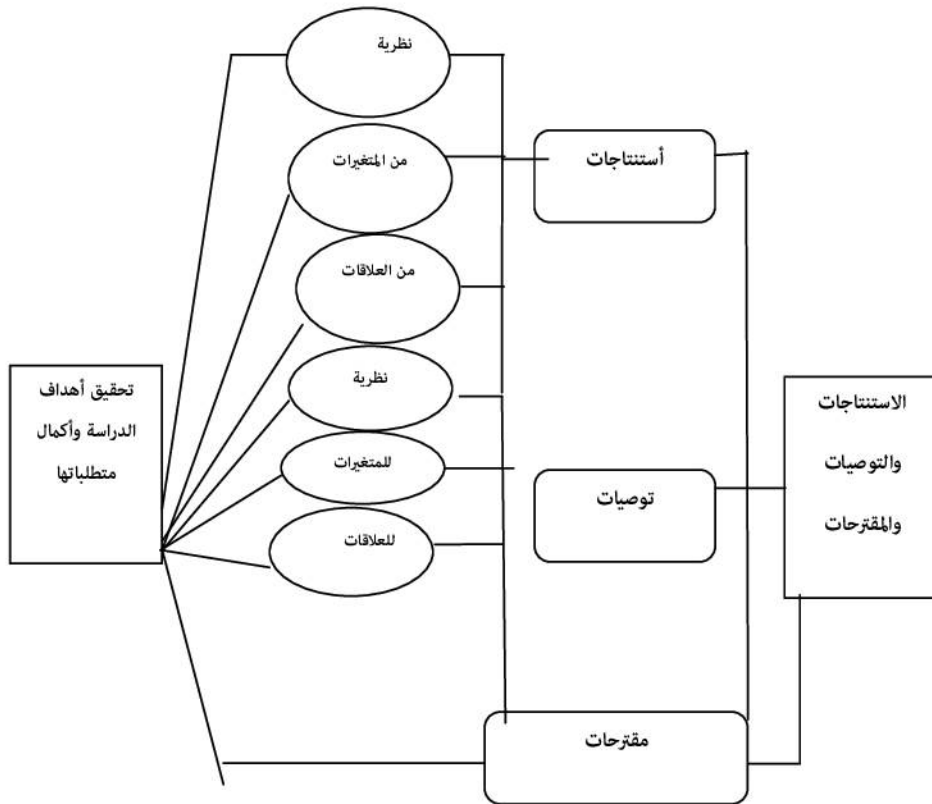 نظرية
من المتغيرات
أستنتاجات
من العلاقات
نظرية
الاستنتاجات
والتوصيات
والمقترحات
تحقيق أهداف
الدراسة وأكمال
متطلباتها
للمتغيرات
توصيات
للعلاقات
مقترحات